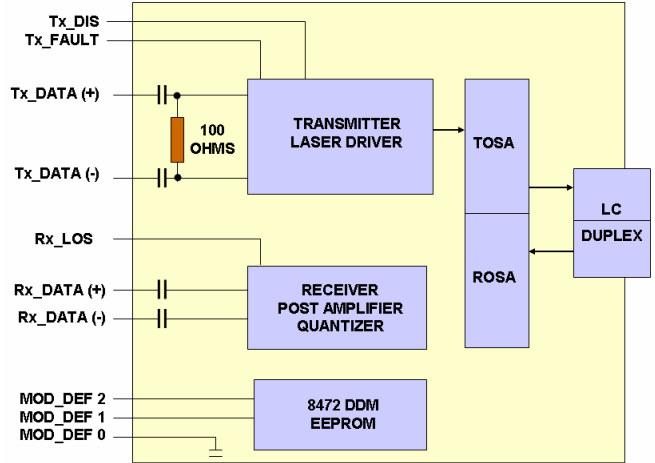 Tx_DIS
Tx_FAULT
Tx_DATA (+)
100
OHMS
TRANSMITTER
LASER DRIVER
TOSA
Tx_DATA (-)
LC
DUPLEX
Rx_LOS
ROSA
Rx_DATA (+)
Rx_DATA (-)
RECEIVER
POST AMPLIFIER
QUANTIZER
MOD_DEF 2
MOD_DEF 1
MOD_DEF 0
8472 DDM
EEPROM